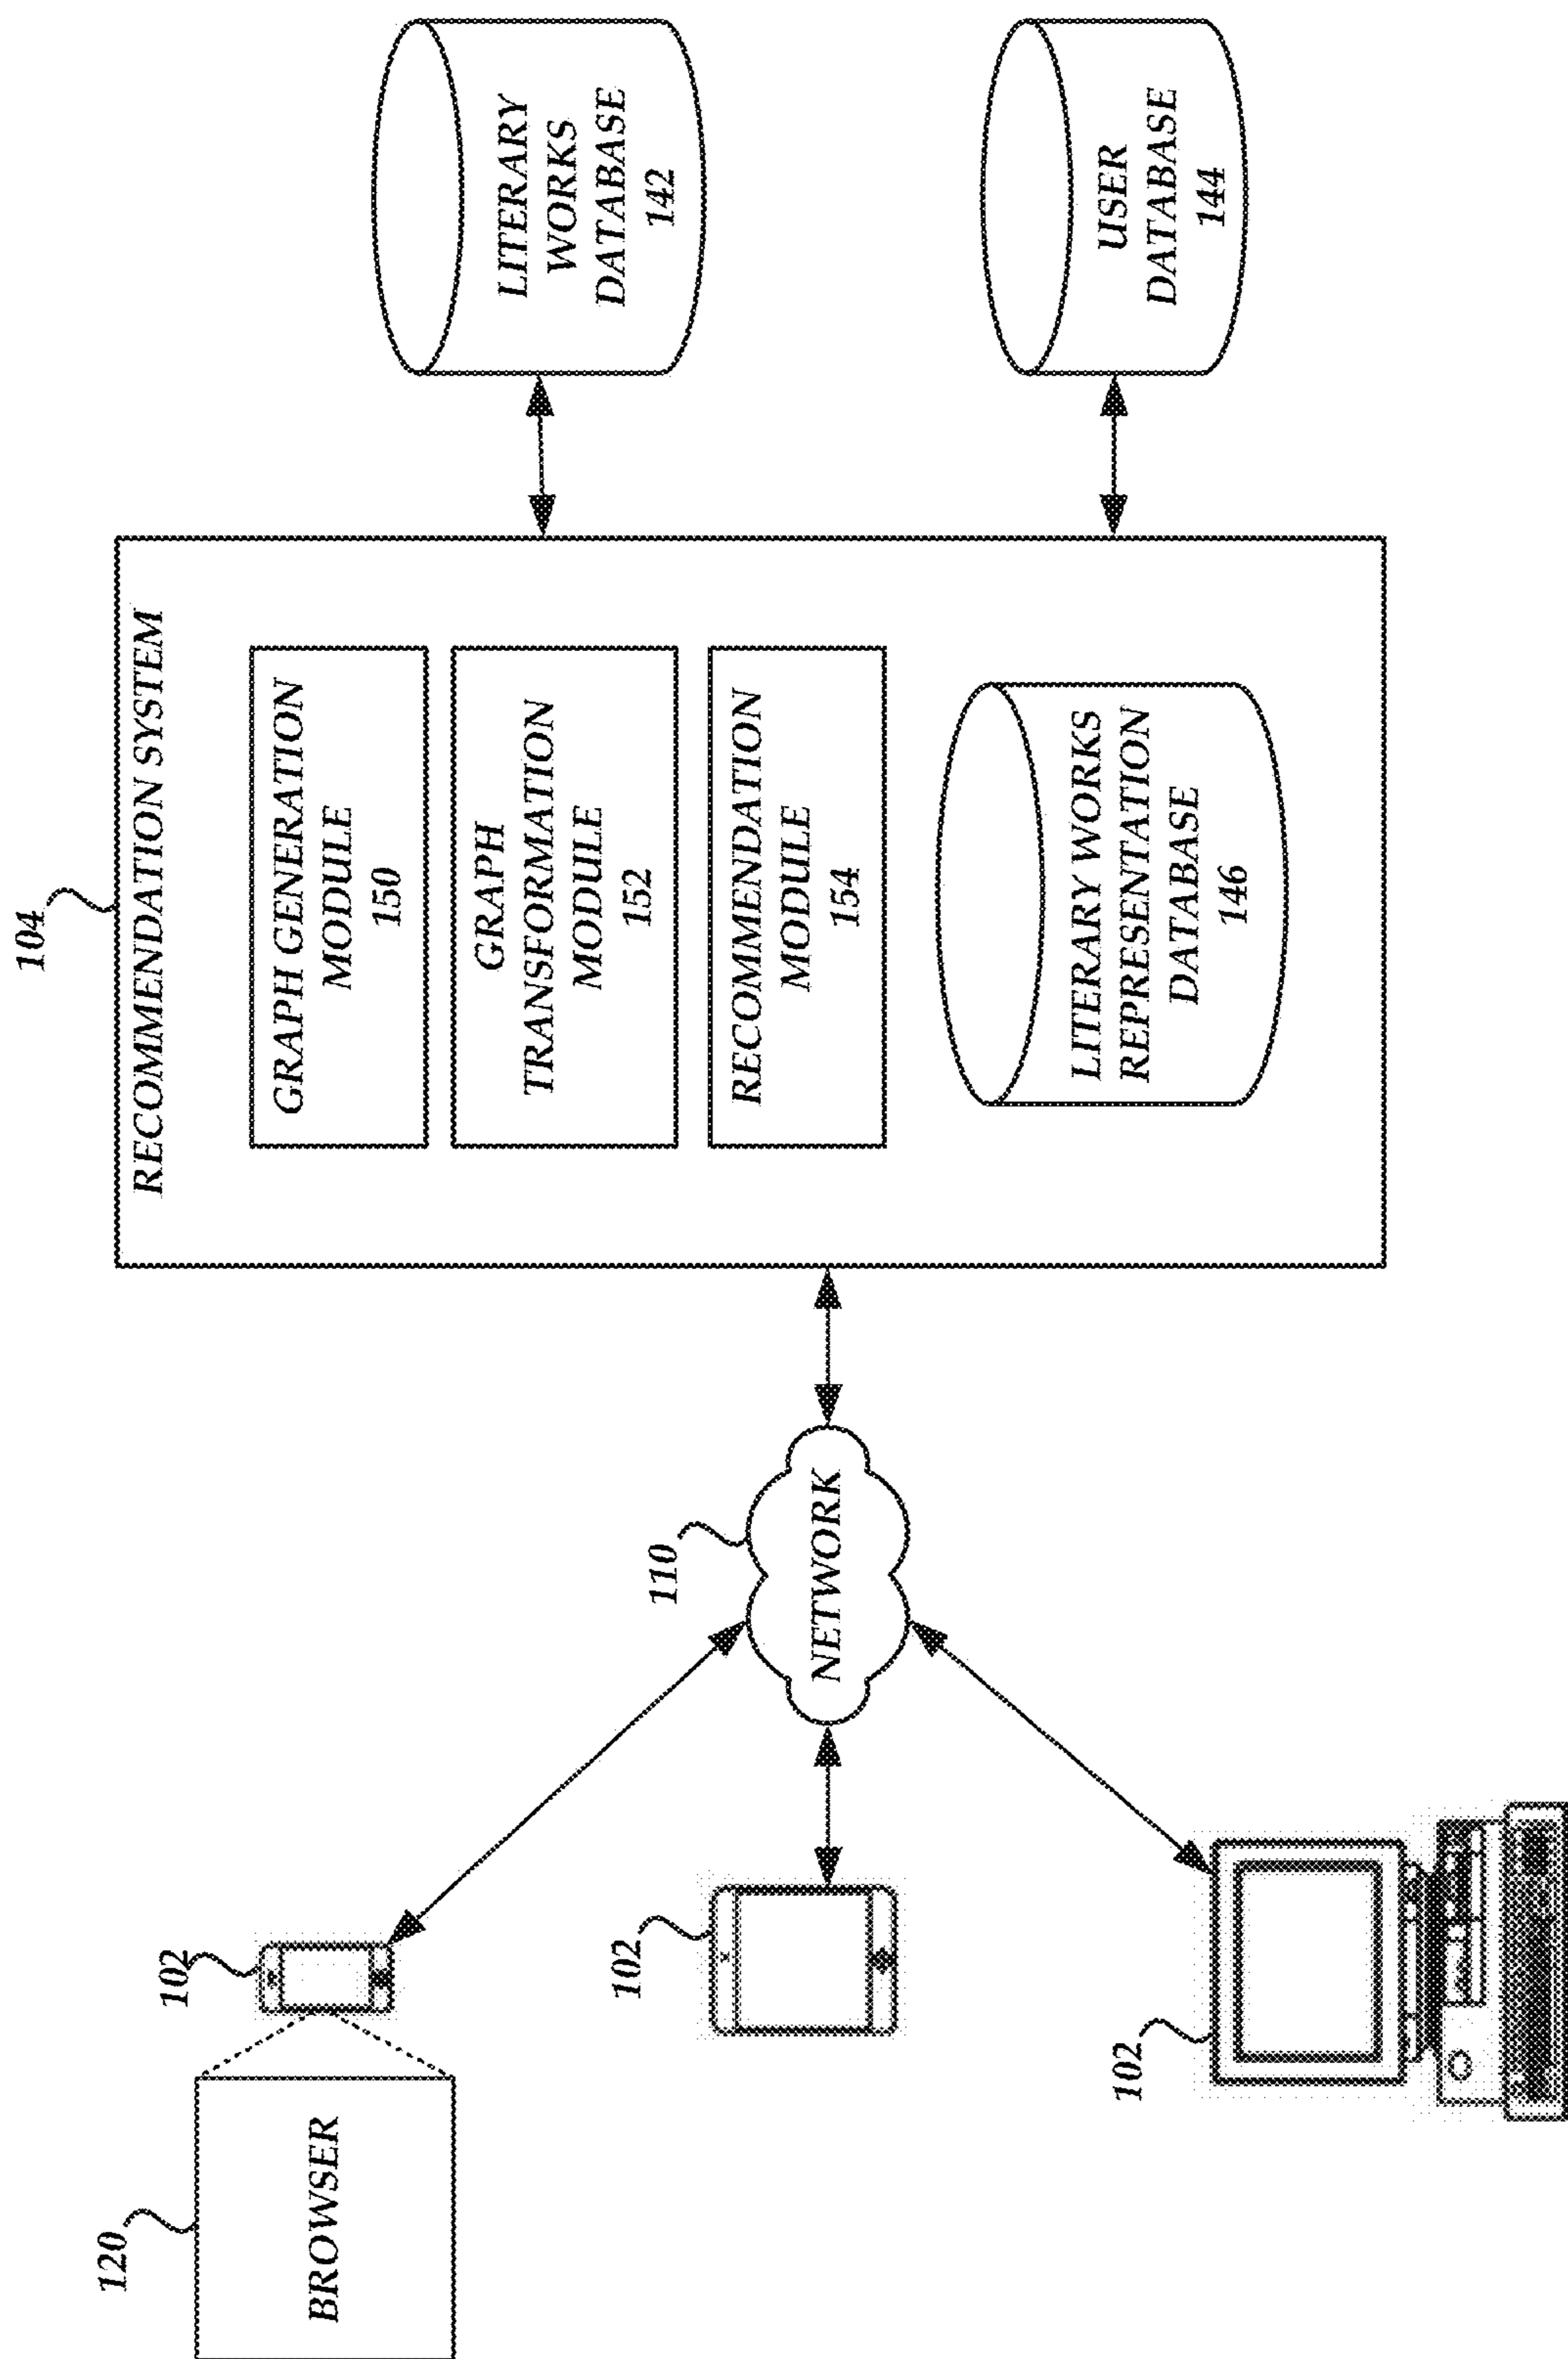 120
BROWSER
102
102
102
110
NETWORK
104
RECOMMENDATION SYSTEM
GRAPH GENERATION
MODULE
150
GRAPH
TRANSFORMATION
MODULE
152
RECOMMENDATION
MODULE
154
LITERARY WORKS
REPRESENTATION
DATABASE
146
LITERARY
WORKS
DATABASE
142
USER
DATABASE
144